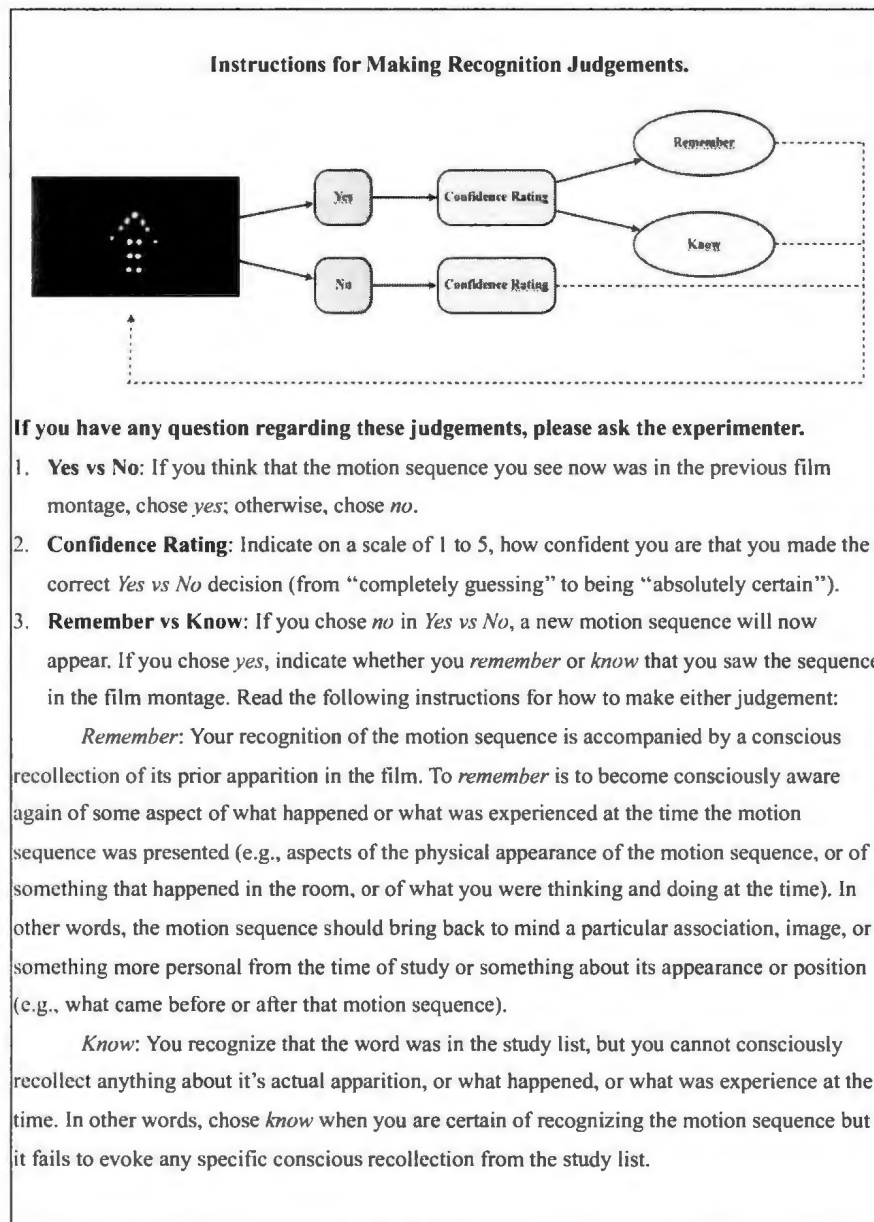 Instructions for Making Recognition Judgements.
Remember
Yes
Confidence Rating
Know
No
Confidence Rating
If you have any question regarding these judgements, please ask the experimenter.
1. Yes vs No: If you think that the motion sequence you see now was in the previous film
montage, chose yes; otherwise, chose no.
2. Confidence Rating: Indicate on a scale of 1 to 5, how confident you are that you made the
correct Yes vs No decision (from “completely guessing” to being “absolutely certain”).
3. Remember vs Know: If you chose no in Yes vs No, a new motion sequence will now
appear. If you chose yes, indicate whether you remember or know that you saw the sequence
in the film montage. Read the following instructions for how to make either judgement:
Remember: Your recognition of the motion sequence is accompanied by a conscious
recollection of its prior apparition in the film. To remember is to become consciously aware
again of some aspect of what happened or what was experienced at the time the motion
sequence was presented (e.g., aspects of the physical appearance of the motion sequence, or of
something that happened in the room, or of what you were thinking and doing at the time). In
other words, the motion sequence should bring back to mind a particular association, image, or
something more personal from the time of study or something about its appearance or position
(e.g., what came before or after that motion sequence).
Know: You recognize that the word was in the study list, but you cannot consciously
recollect anything about it's actual apparition, or what happened, or what was experience at the
time. In other words, chose know when you are certain of recognizing the motion sequence but
it fails to evoke any specific conscious recollection from the study list.